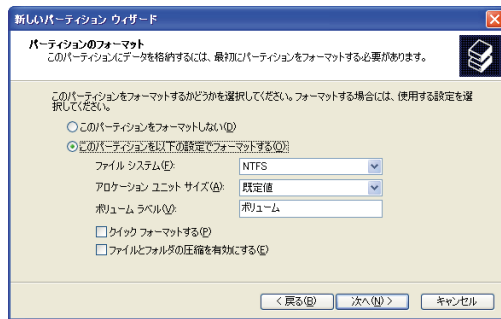 新しいパーティション ウィザード
パーティションのフォーマット
このパーティションにデータを格納するには、最初にパーティションをフォーマットする必要があります。
このパーティションをフォーマットするかどうかを選択してください。フォーマットする場合には、使用する設定を選
択してください。
このパーティションをフォーマットしない(D)
このパーティションを以下の設定でフォーマットする(O):
ファイル システム(F): NTFS
アロケーション ユニット サイズ(A): 既定値
ボリューム ラベル(V): ボリューム
クイック フォーマットする(P)
ファイルとフォルダの圧縮を有効にする(E)
< 戻る(B) 次へ(N) > キャンセル